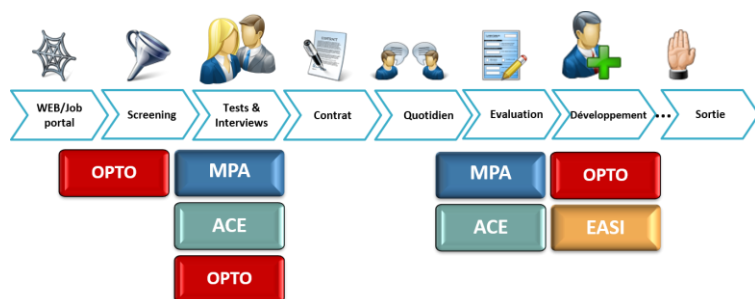 WEB/Job
portal
Screening
Tests &
Interviews
Contrat
Quotidien
Evaluation
Développement
...
Sortie
OPTO
MPA
MPA
OPTO
ACE
ACE
EASI
OPTO